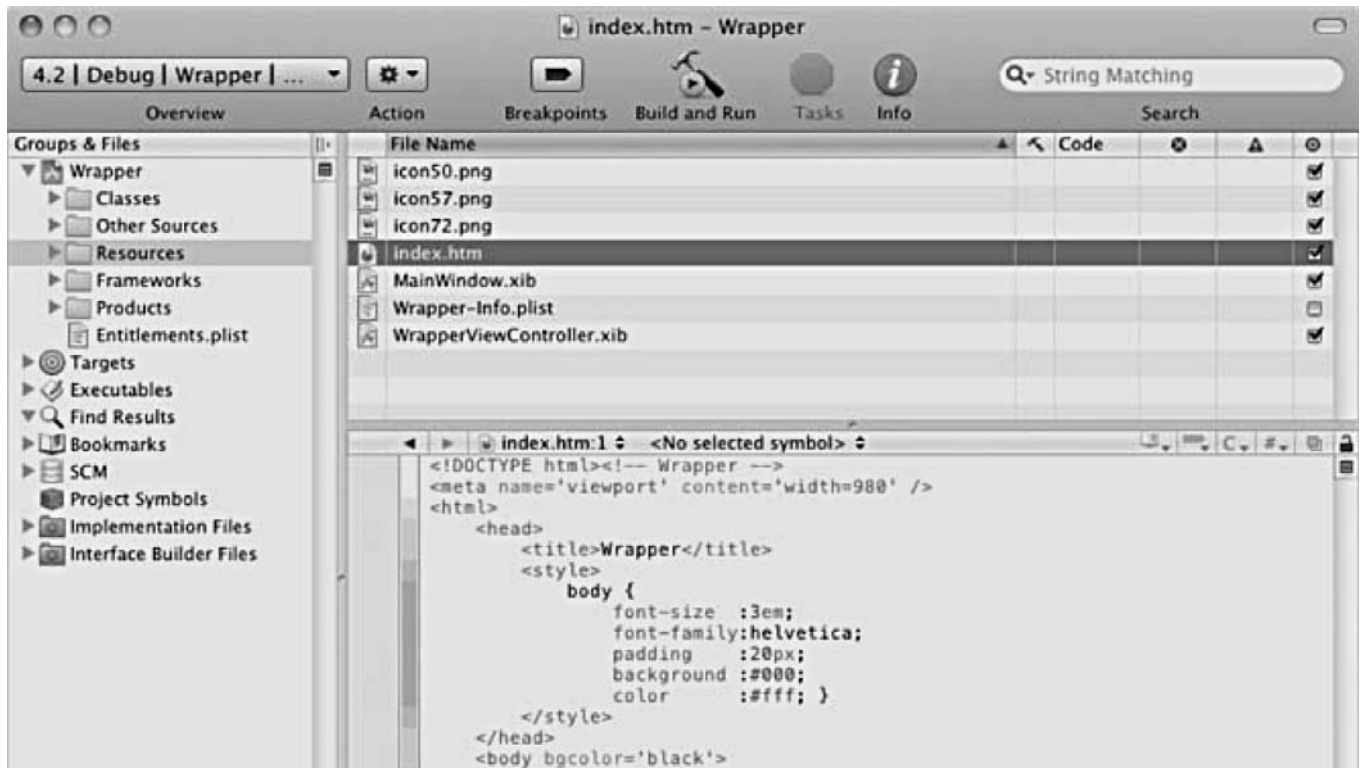 index.htm – Wrapper
4.2 | Debug | Wrapper | ...
String Matching
Overview Action Breakpoints Build and Run Tasks Info Search
Groups & Files
Wrapper
Classes
Other Sources
Resources
Frameworks
Products
Entitlements.plist
Targets
Executables
Find Results
Bookmarks
SCM
Project Symbols
Implementation Files
Interface Builder Files
File Name Code
icon50.png
icon57.png
icon72.png
index.htm
MainWindow.xib
Wrapper-Info.plist
WrapperViewController.xib
index.htm:1 <No selected symbol> C #
<!DOCTYPE html><!-- Wrapper -->
<meta name='viewport' content='width=980' />
<html>
<head>
<title>Wrapper</title>
<style>
body {
font-size :3em;
font-family:helvetica;
padding :20px;
background :#000;
color :#fff; }
</style>
</head>
<body bgcolor='black'>